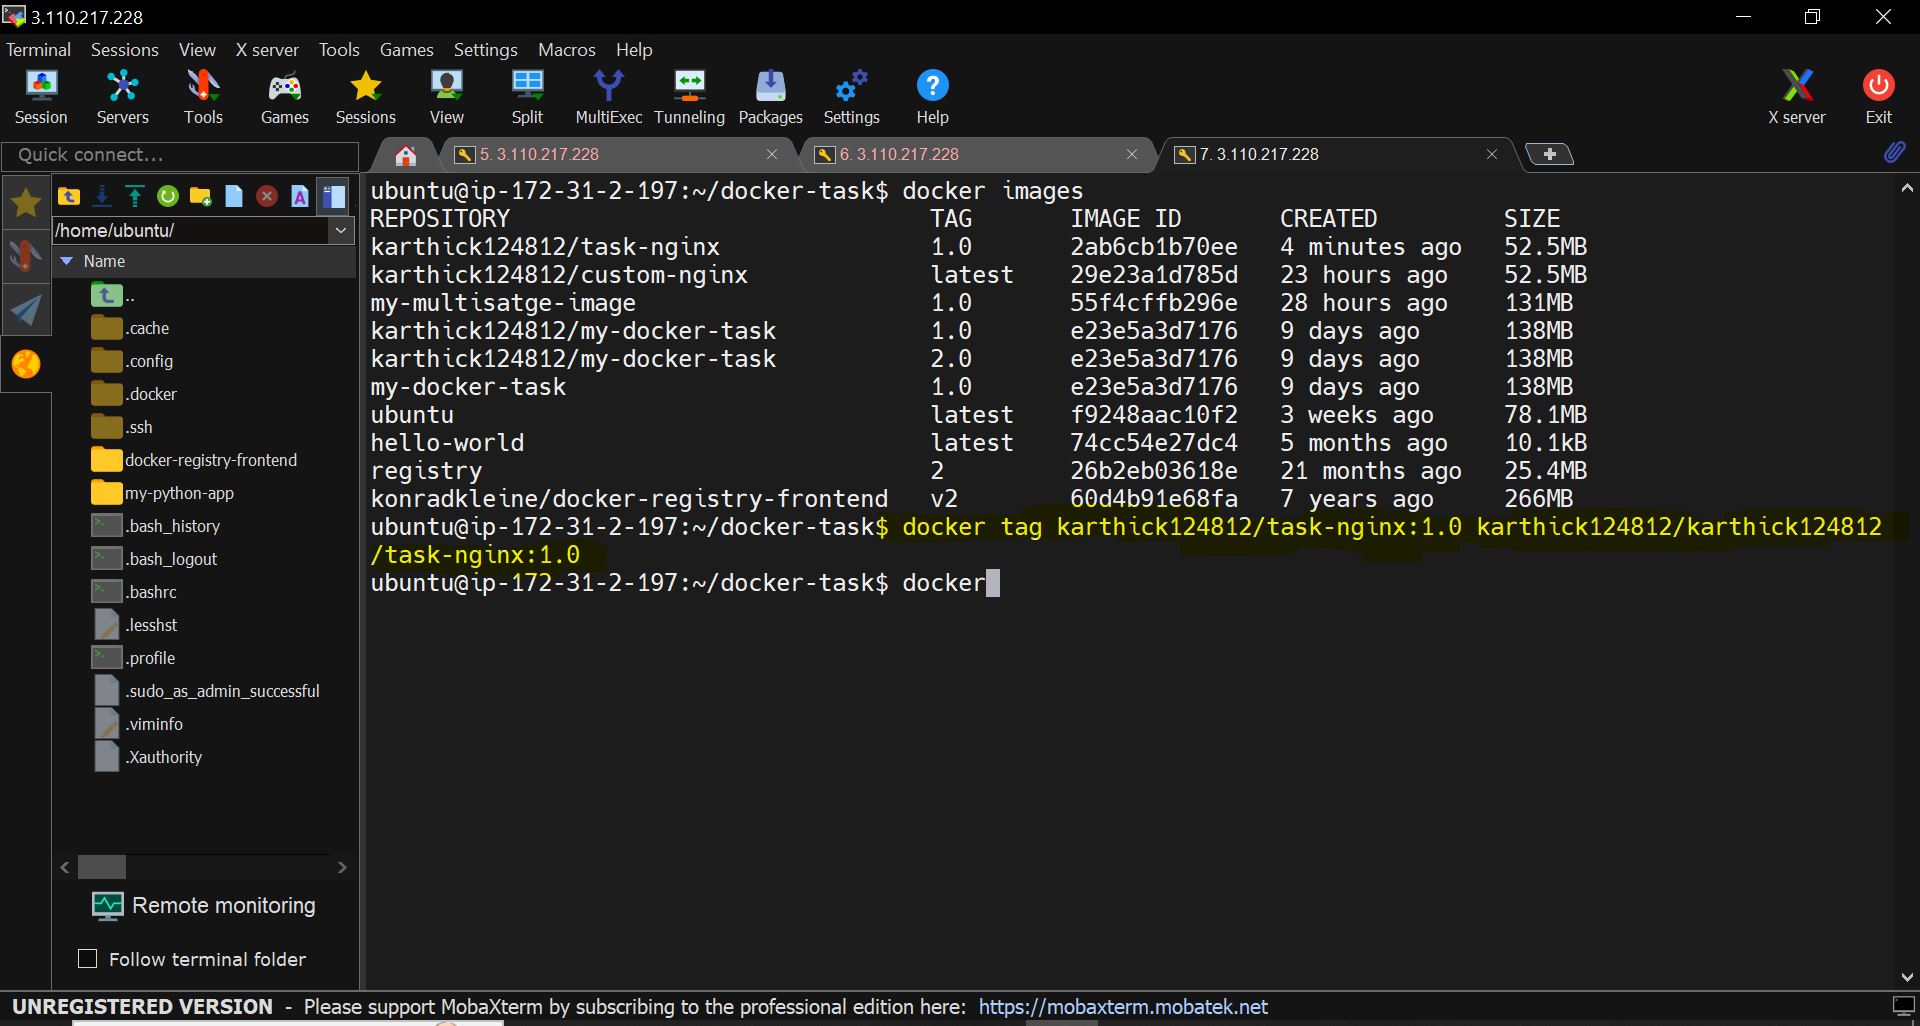 3.110.217.228
Terminal Sessions View X server Tools Games Settings Macros Help
Session Servers Tools Games Sessions View Split MultiExec Tunneling Packages Settings Help X server Exit
Quick connect...
5. 3.110.217.228
6. 3.110.217.228
7. 3.110.217.228
/home/ubuntu/
Name
..
.cache
.config
.docker
.ssh
docker-registry-frontend
my-python-app
.bash_history
.bash_logout
.bashrc
.lesshst
.profile
.sudo_as_admin_successful
.viminfo
.Xauthority
Remote monitoring
Follow terminal folder
ubuntu@ip-172-31-2-197:~/docker-task$ docker images
REPOSITORY TAG IMAGE ID CREATED SIZE
karthick124812/task-nginx 1.0 2ab6cb1b70ee 4 minutes ago 52.5MB
karthick124812/custom-nginx latest 29e23a1d785d 23 hours ago 52.5MB
my-multisatge-image 1.0 55f4cffb296e 28 hours ago 131MB
karthick124812/my-docker-task 1.0 e23e5a3d7176 9 days ago 138MB
karthick124812/my-docker-task 2.0 e23e5a3d7176 9 days ago 138MB
my-docker-task 1.0 e23e5a3d7176 9 days ago 138MB
ubuntu latest f9248aac10f2 3 weeks ago 78.1MB
hello-world latest 74cc54e27dc4 5 months ago 10.1kB
registry 2 26b2eb03618e 21 months ago 25.4MB
konradkleine/docker-registry-frontend v2 60d4b91e68fa 7 years ago 266MB
ubuntu@ip-172-31-2-197:~/docker-task$ docker tag karthick124812/task-nginx:1.0 karthick124812/karthick124812
/task-nginx:1.0
ubuntu@ip-172-31-2-197:~/docker-task$ docker
UNREGISTERED VERSION - Please support MobaXterm by subscribing to the professional edition here: https://mobaxterm.mobatek.net